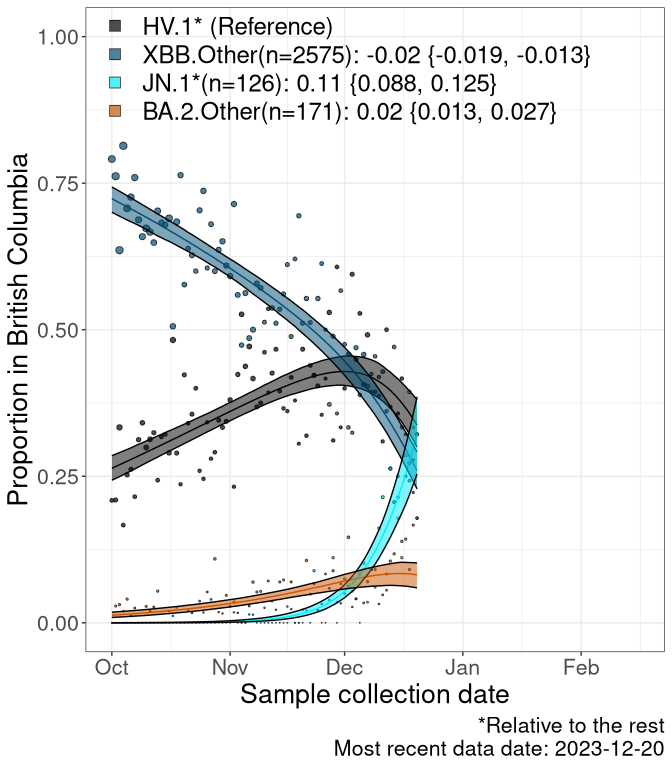 HV.1* (Reference)
XBB.Other(n=2575): -0.02 {-0.019, -0.013}
JN.1*(n=126): 0.11 {0.088, 0.125}
BA.2.Other(n=171): 0.02 {0.013, 0.027}
Proportion in British Columbia
1.00
0.75
0.50
0.25
0.00
Oct Nov Dec Jan Feb
Sample collection date
*Relative to the rest
Most recent data date: 2023-12-20